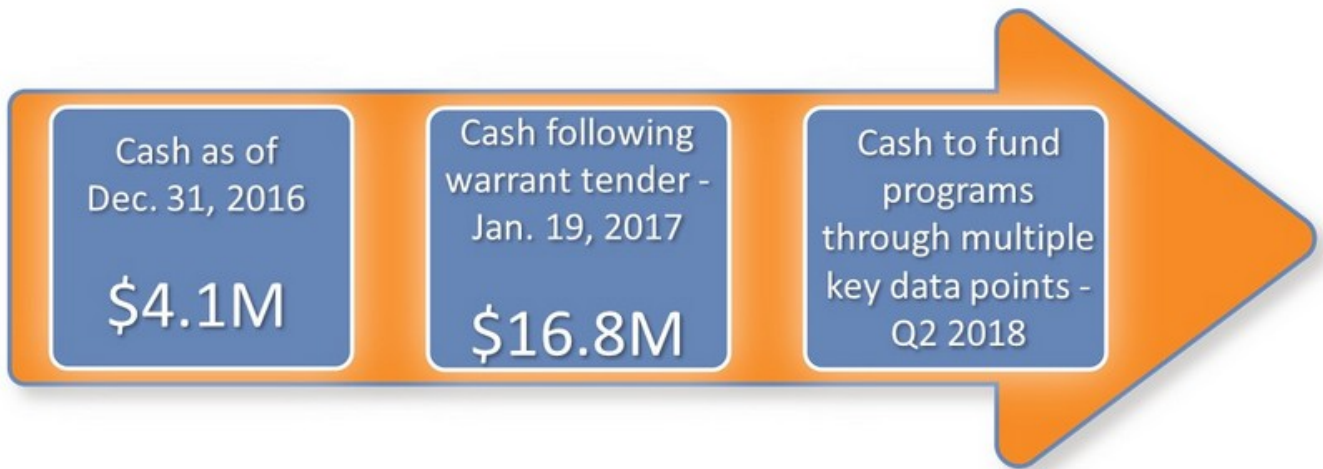 Cash as of
Dec. 31, 2016
$4.1M
Cash following
warrant tender -
Jan. 19, 2017
$16.8M
Cash to fund
programs
through multiple
key data points -
Q2 2018